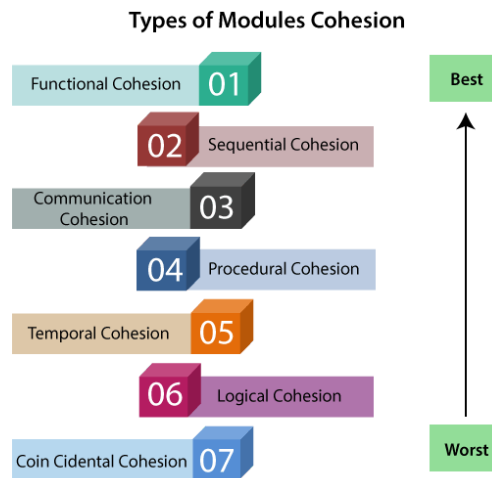 Types of Modules Cohesion
Functional Cohesion 01
Best
02 Sequential Cohesion
Communication
Cohesion
03
04 Procedural Cohesion
Temporal Cohesion 05
06 Logical Cohesion
Coin Cidental Cohesion 07
Worst